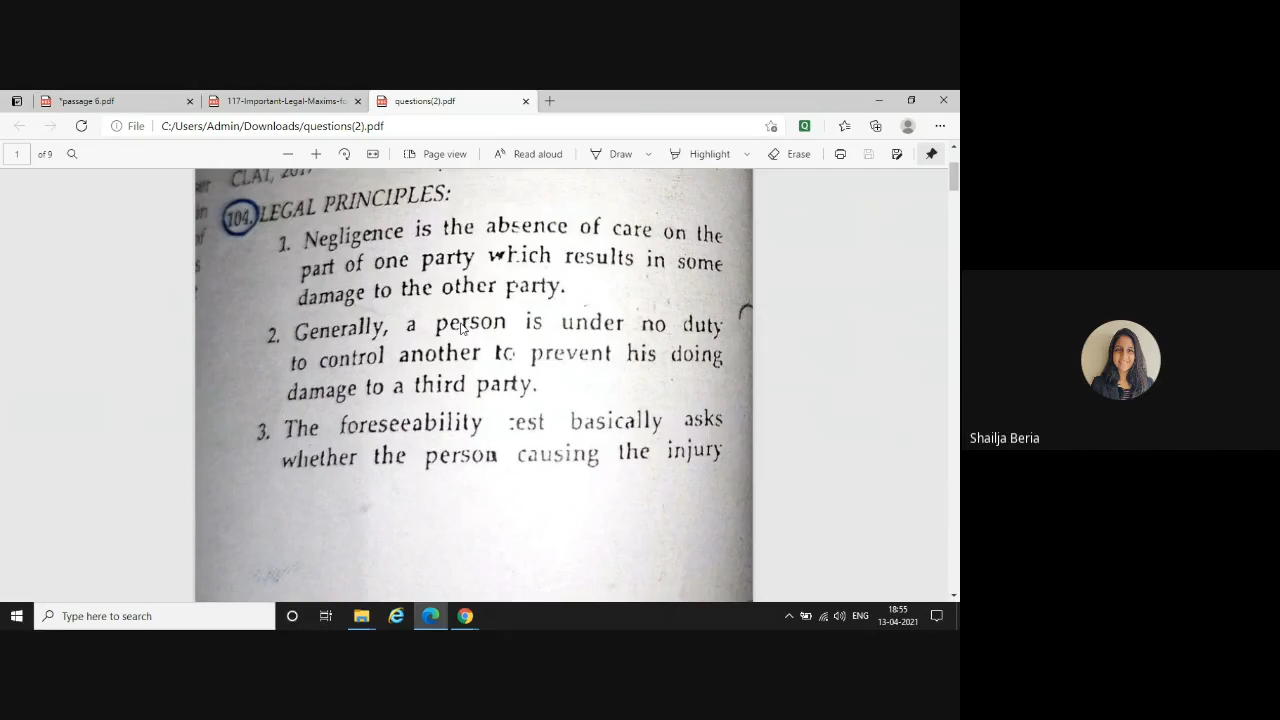 *passage 6.pdf
117-Important-Legal-Maxims-fo
questions(2).pdf
File C:/Users/Admin/Downloads/questions(2).pdf
1 of 9
Page view
Read aloud
Draw
Highlight
Erase
CLAT,
104. LEGAL PRINCIPLES:
1. Negligence is the absence of care on the
part of one party which results in some
damage to the other party.
2. Generally, a person is under no duty
to control another to prevent his doing
damage to a third party.
3. The foreseeability test basically asks
whether the person causing the injury
Shailja Beria
Type here to search
ENG
18:55
13-04-2021